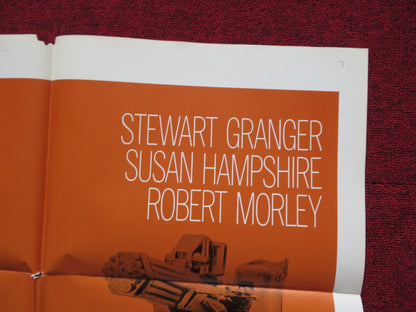 STEWART GRANGER
SUSAN HAMPSHIRE
ROBERT MORLEY